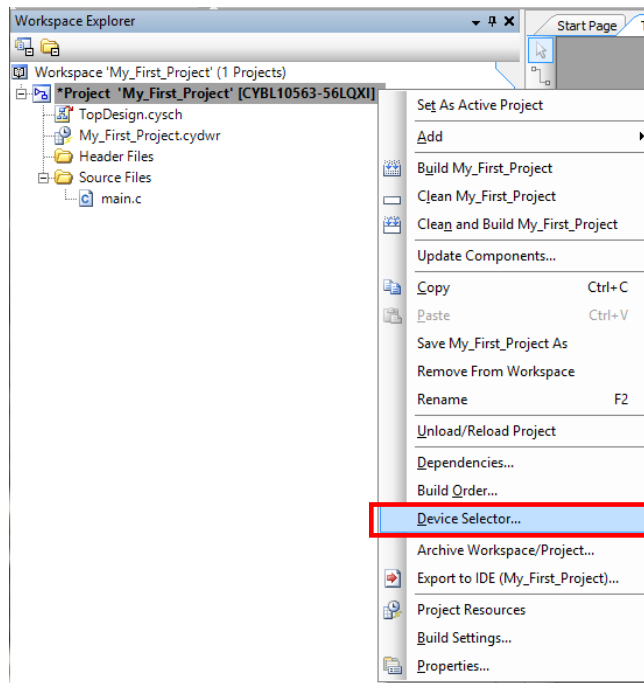 Workspace Explorer
Start Page
Workspace 'My_First_Project' (1 Projects)
*Project 'My_First_Project' [CYBL10563-56LQXI]
TopDesign.cysch
My_First_Project.cydwr
Header Files
Source Files
main.c
Set As Active Project
Add
Build My_First_Project
Clean My_First_Project
Clean and Build My_First_Project
Update Components...
Copy Ctrl+C
Paste Ctrl+V
Save My_First_Project As
Remove From Workspace
Rename F2
Unload/Reload Project
Dependencies...
Build Order...
Device Selector...
Archive Workspace/Project...
Export to IDE (My_First_Project)...
Project Resources
Build Settings...
Properties...